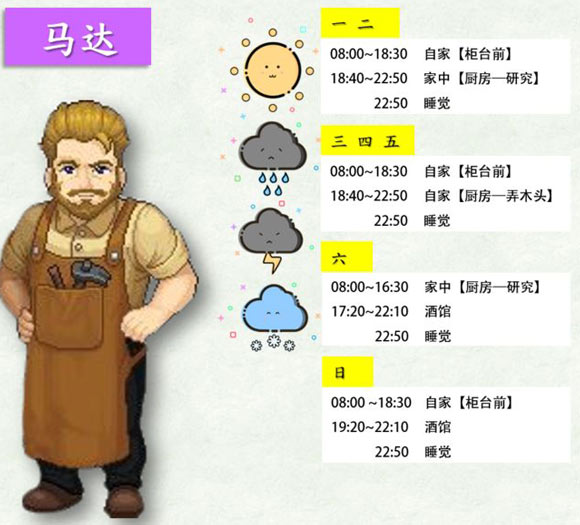 马达
一 二
08:00~18:30 自家【柜台前】
18:40~22:50 家中【厨房—研究】
22:50 睡觉
三 四 五
08:00~18:30 自家【柜台前】
18:40~22:50 自家【厨房—弄木头】
22:50 睡觉
六
08:00~16:30 家中【厨房—研究】
17:20~22:10 酒馆
22:50 睡觉
日
08:00 ~18:30 自家【柜台前】
19:20~22:10 酒馆
22:50 睡觉